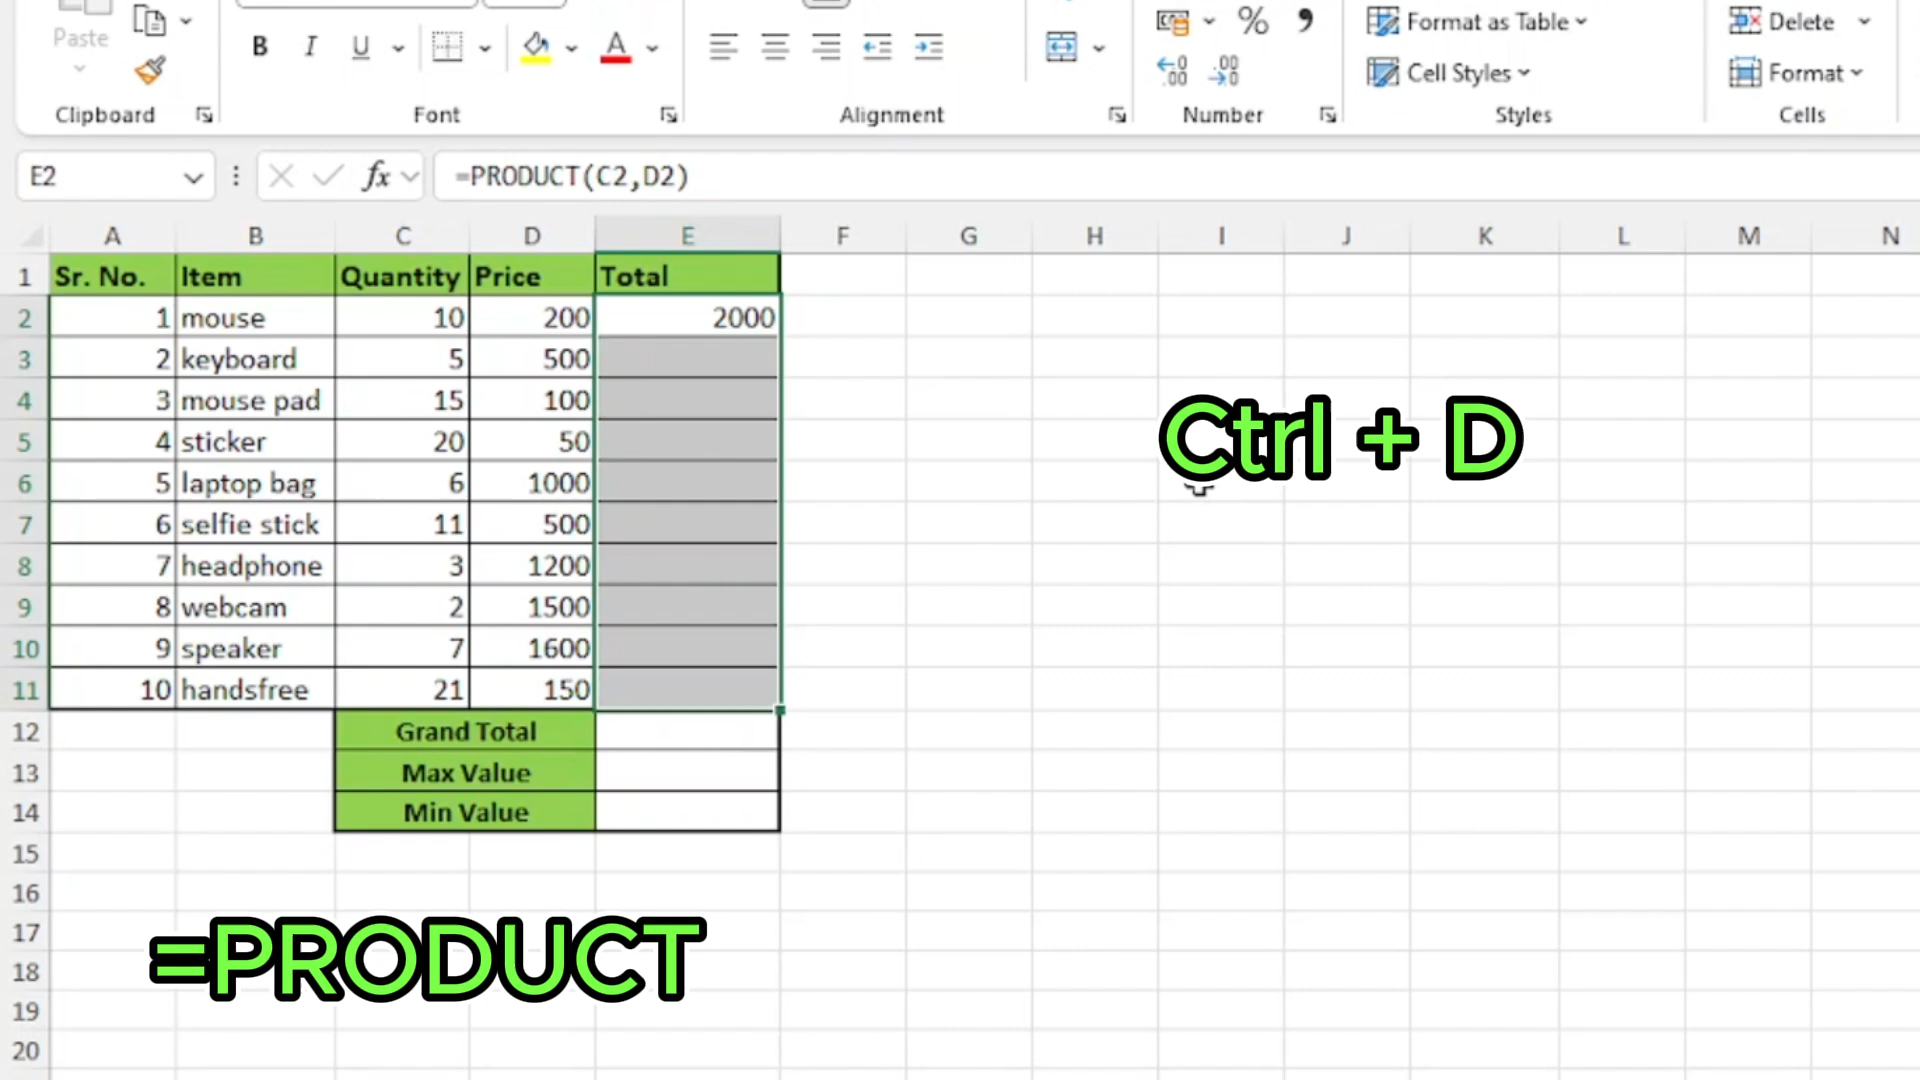 Paste
Clipboard
B I U
A
Font
Alignment
% 9
.00 .00
Number
Format as Table
Cell Styles
Styles
Delete
Format
Cells
E2
fx
=PRODUCT(C2,D2)
A B C D E F G H I J K L M N
1 Sr. No. Item Quantity Price Total
2 1 mouse 10 200 2000
3 2 keyboard 5 500
4 3 mouse pad 15 100
5 4 sticker 20 50
6 5 laptop bag 6 1000
7 6 selfie stick 11 500
8 7 headphone 3 1200
9 8 webcam 2 1500
10 9 speaker 7 1600
11 10 handsfree 21 150
12 Grand Total
13 Max Value
14 Min Value
15
16
17
18
19
20
Ctrl + D
=PRODUCT